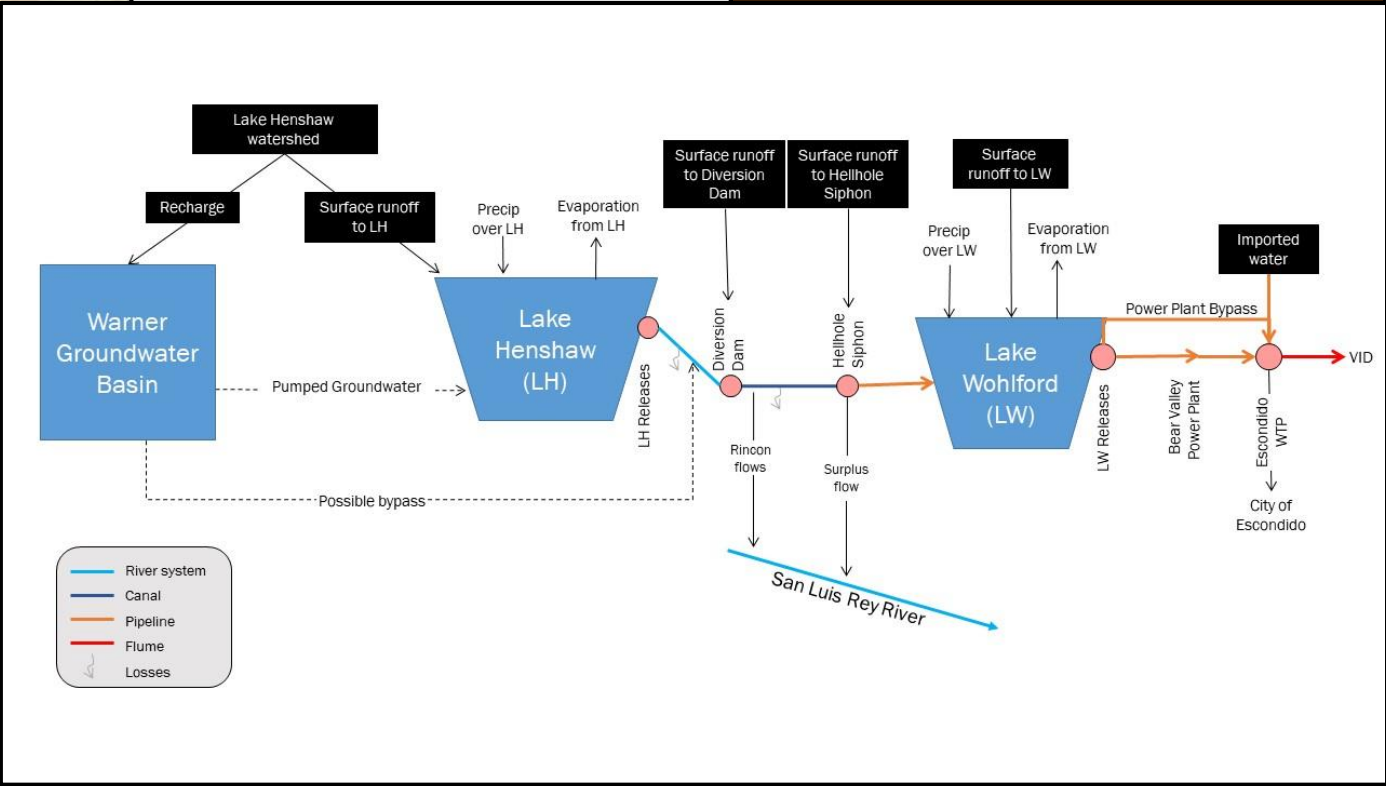 Lake Henshaw
watershed
Recharge
Surface runoff
to LH
Precip
over LH
Evaporation
from LH
Surface runoff
to Diversion
Dam
Surface runoff
to Hellhole
Siphon
Surface
runoff to LW
Precip
over LW
Evaporation
from LW
Imported
water
Warner
Groundwater
Basin
Pumped Groundwater
Lake
Henshaw
(LH)
LH Releases
Diversion
Dam
Hellhole
Siphon
Lake
Wohlford
(LW)
Power Plant Bypass
LW Releases
Bear Valley
Power Plant
Escondido
WTP
VID
City of
Escondido
Rincon
flows
Surplus
flow
Possible bypass
San Luis Rey River
River system
Canal
Pipeline
Flume
Losses